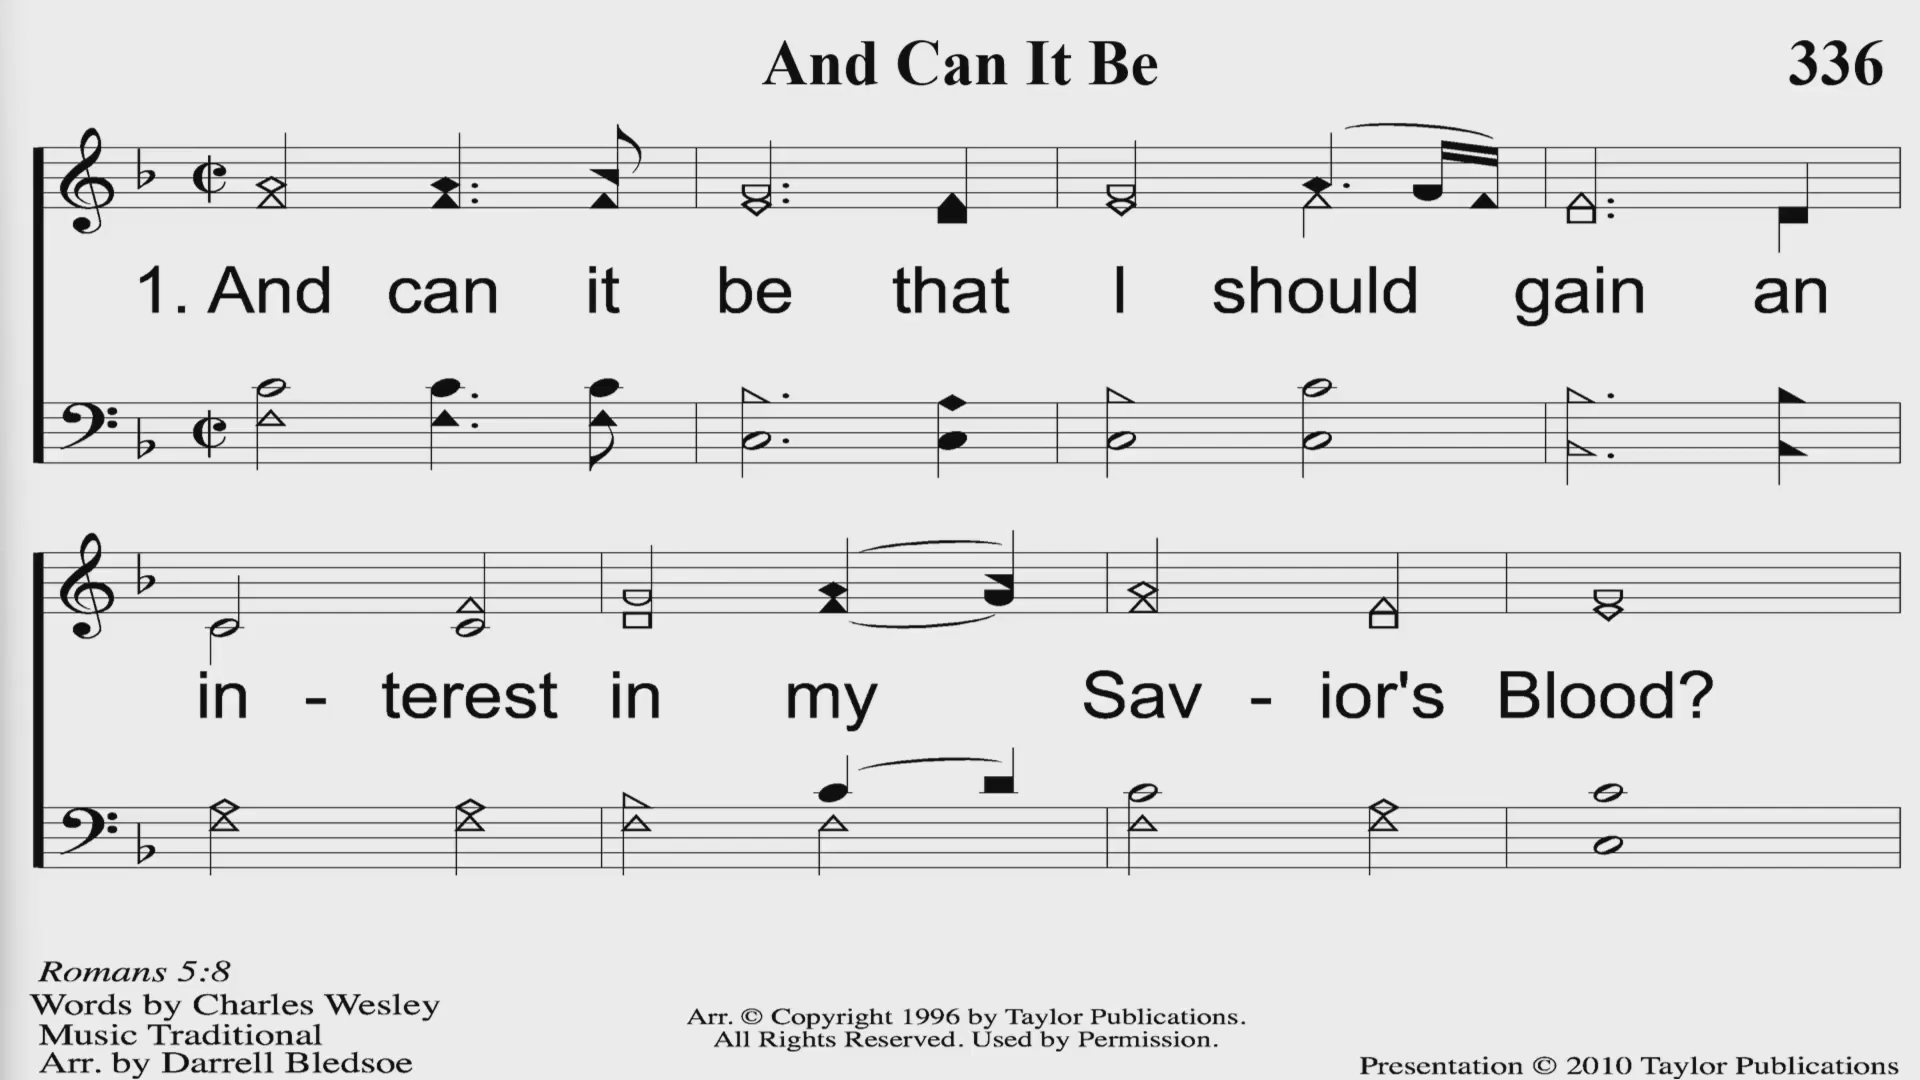 And Can It Be 336
1. And can it be that I should gain an
in - terest in my Sav - ior's Blood?
Romans 5:8
Words by Charles Wesley
Music Traditional
Arr. by Darrell Bledsoe
Arr. © Copyright 1996 by Taylor Publications.
All Rights Reserved. Used by Permission.
Presentation © 2010 Taylor Publications